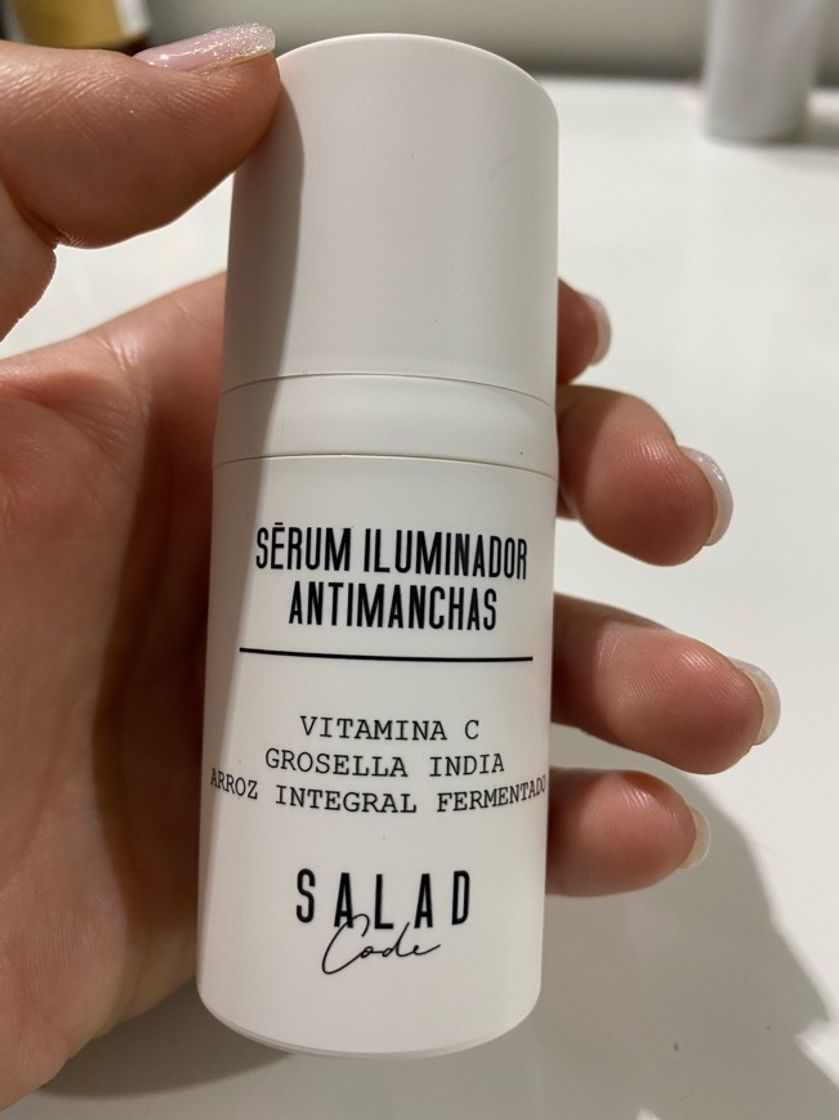 SĒRUM ILUMINADOR
ANTIMANCHAS
VITAMINA C
GROSELLA INDIA
ARROZ INTEGRAL FERMENTADO
SALAD
Code